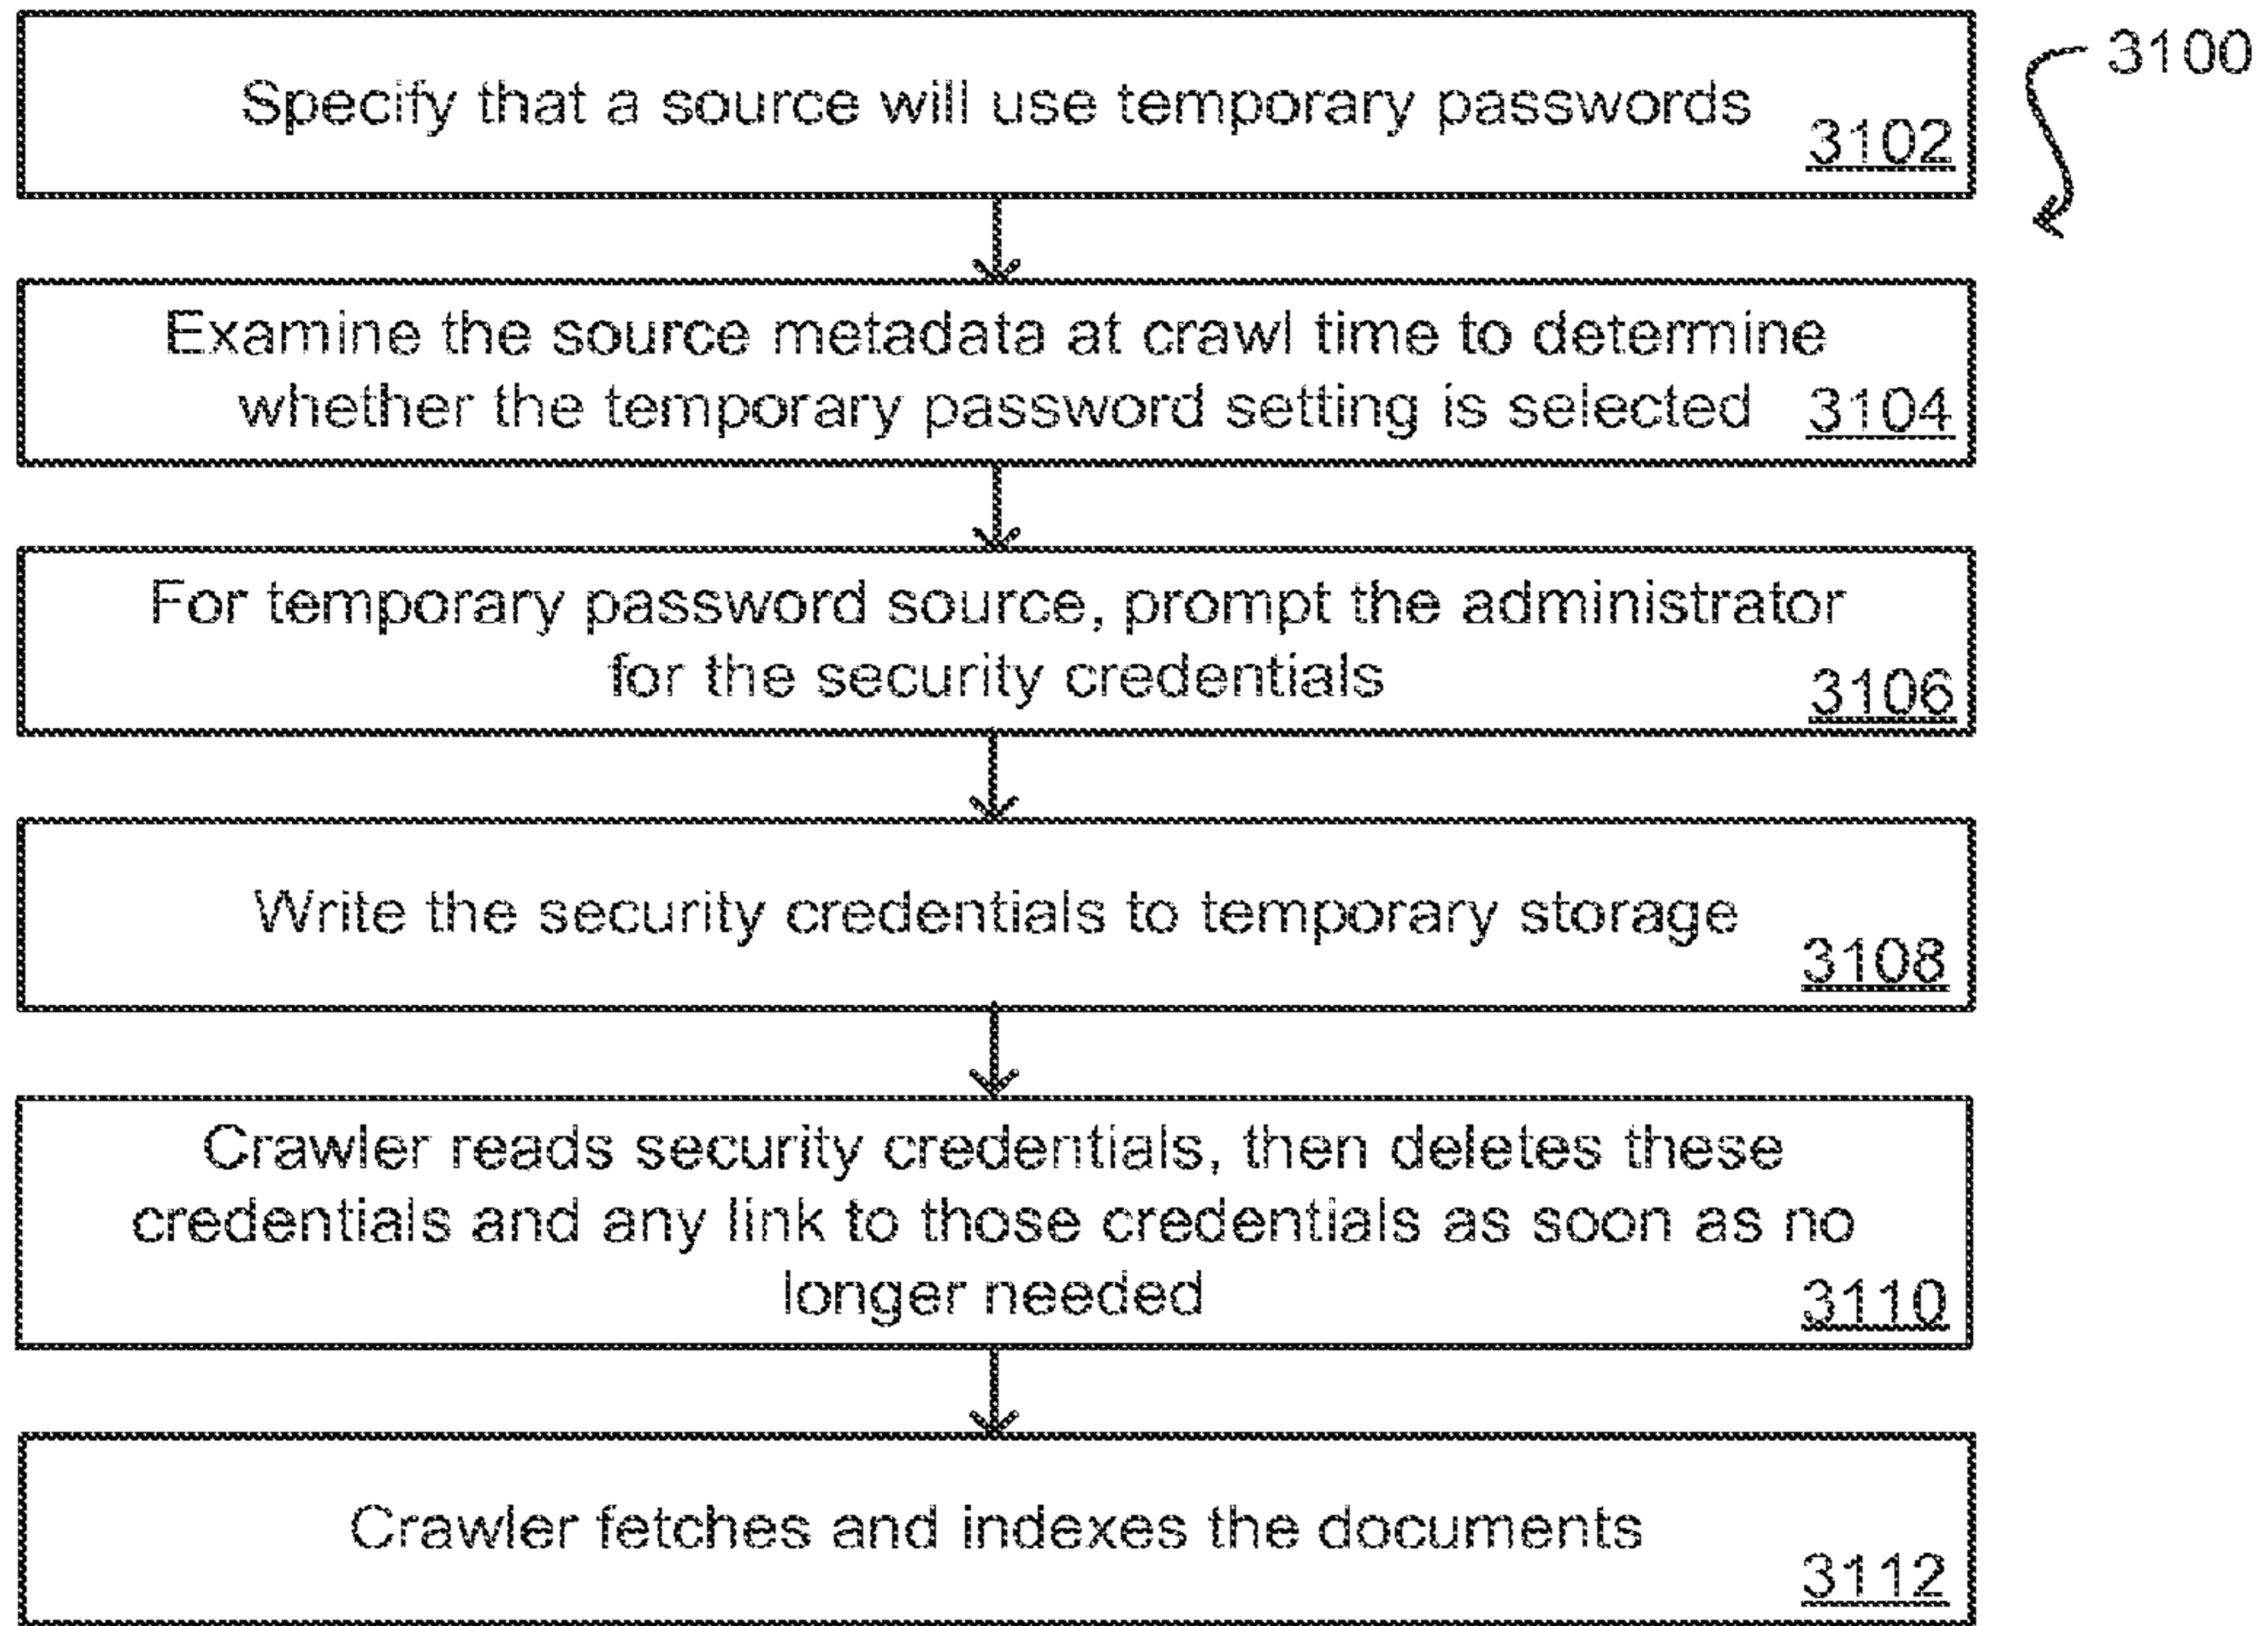 3100
Specify that a source will use temporary passwords
3102
Examine the source metadata at crawl time to determine
whether the temporary password setting is selected 3104
For temporary password source, prompt the administrator
for the security credentials
3106
Write the security credentials to temporary storage
3108
Crawler reads security credentials, then deletes these
credentials and any link to those credentials as soon as no
longer needed
3110
Crawler fetches and indexes the documents
3112